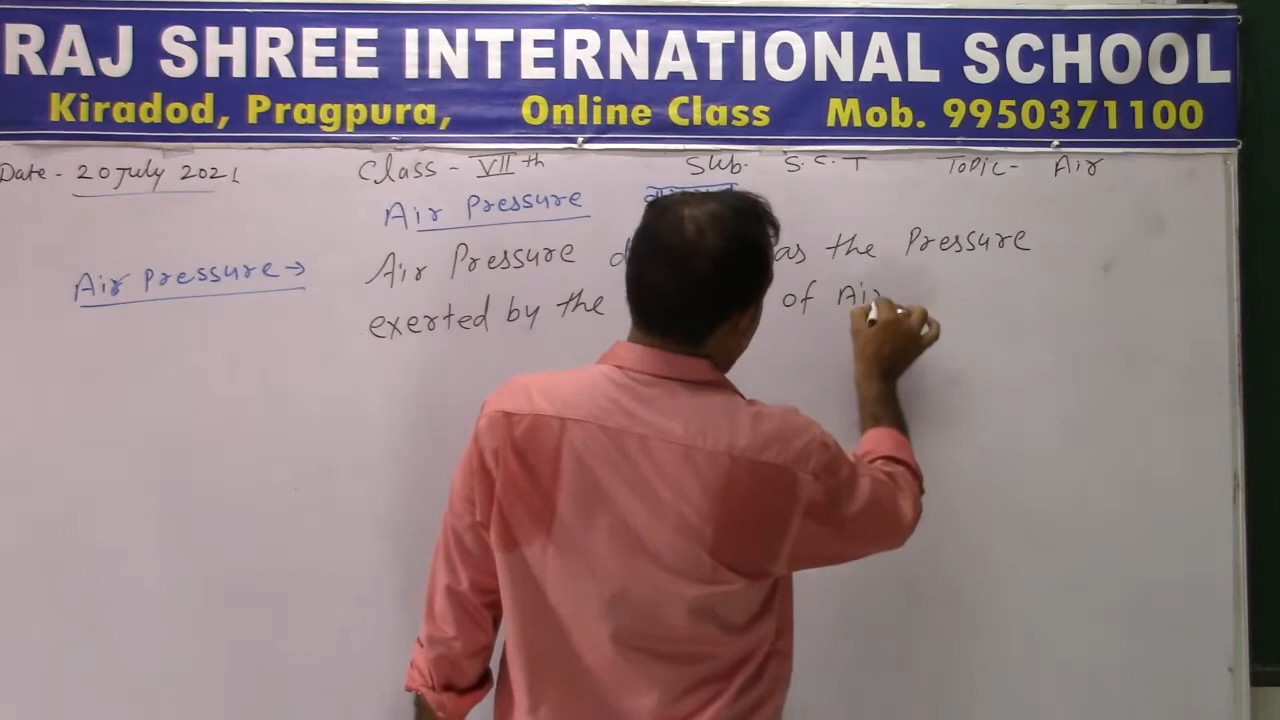 RAJ SHREE INTERNATIONAL SCHOOL
Kiradod, Pragpura, Online Class Mob. 9950371100
Date - 20 July 2021 Class - VII th Sub. S.S.T Topic - Air
Air Pressure
Air Pressure → Air Pressure as the Pressure
exerted by the of Air